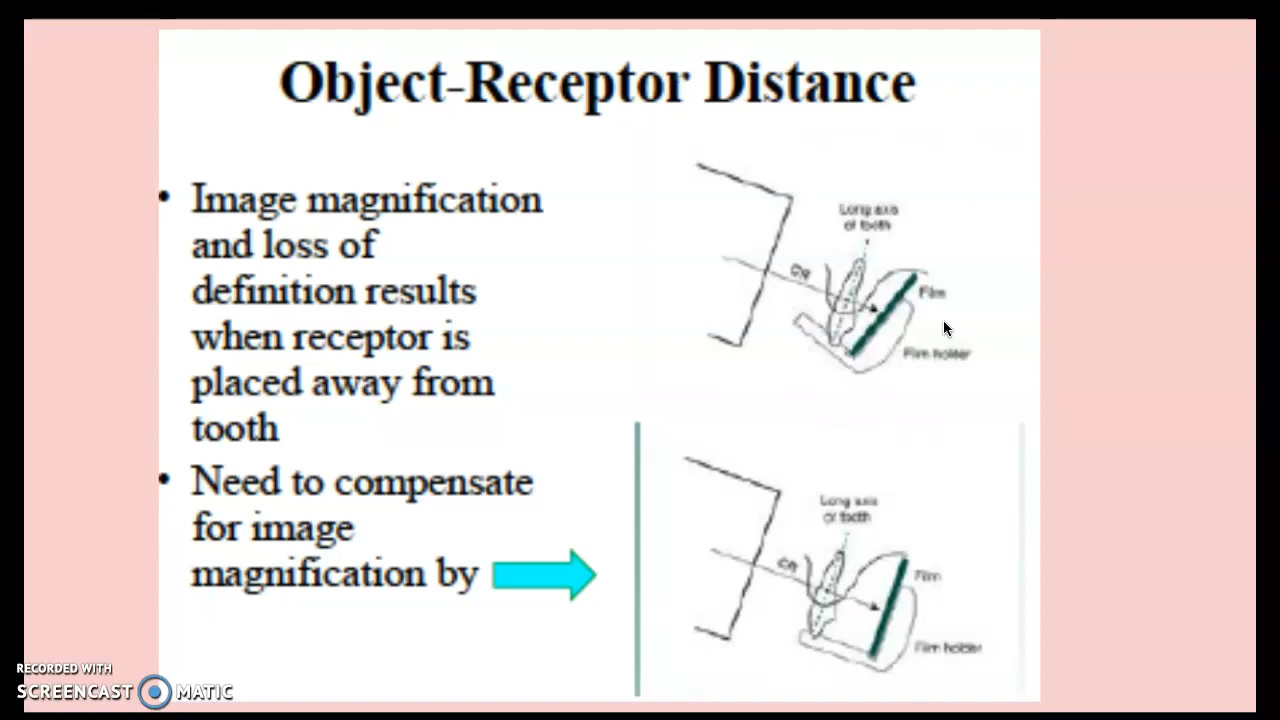 Object-Receptor Distance
• Image magnification
and loss of
definition results
when receptor is
placed away from
tooth
• Need to compensate
for image
magnification by
Long axis
of tooth
CR
Film
Film holder
Long axis
of tooth
CR
Film
Film holder
RECORDED WITH
SCREENCAST MATIC